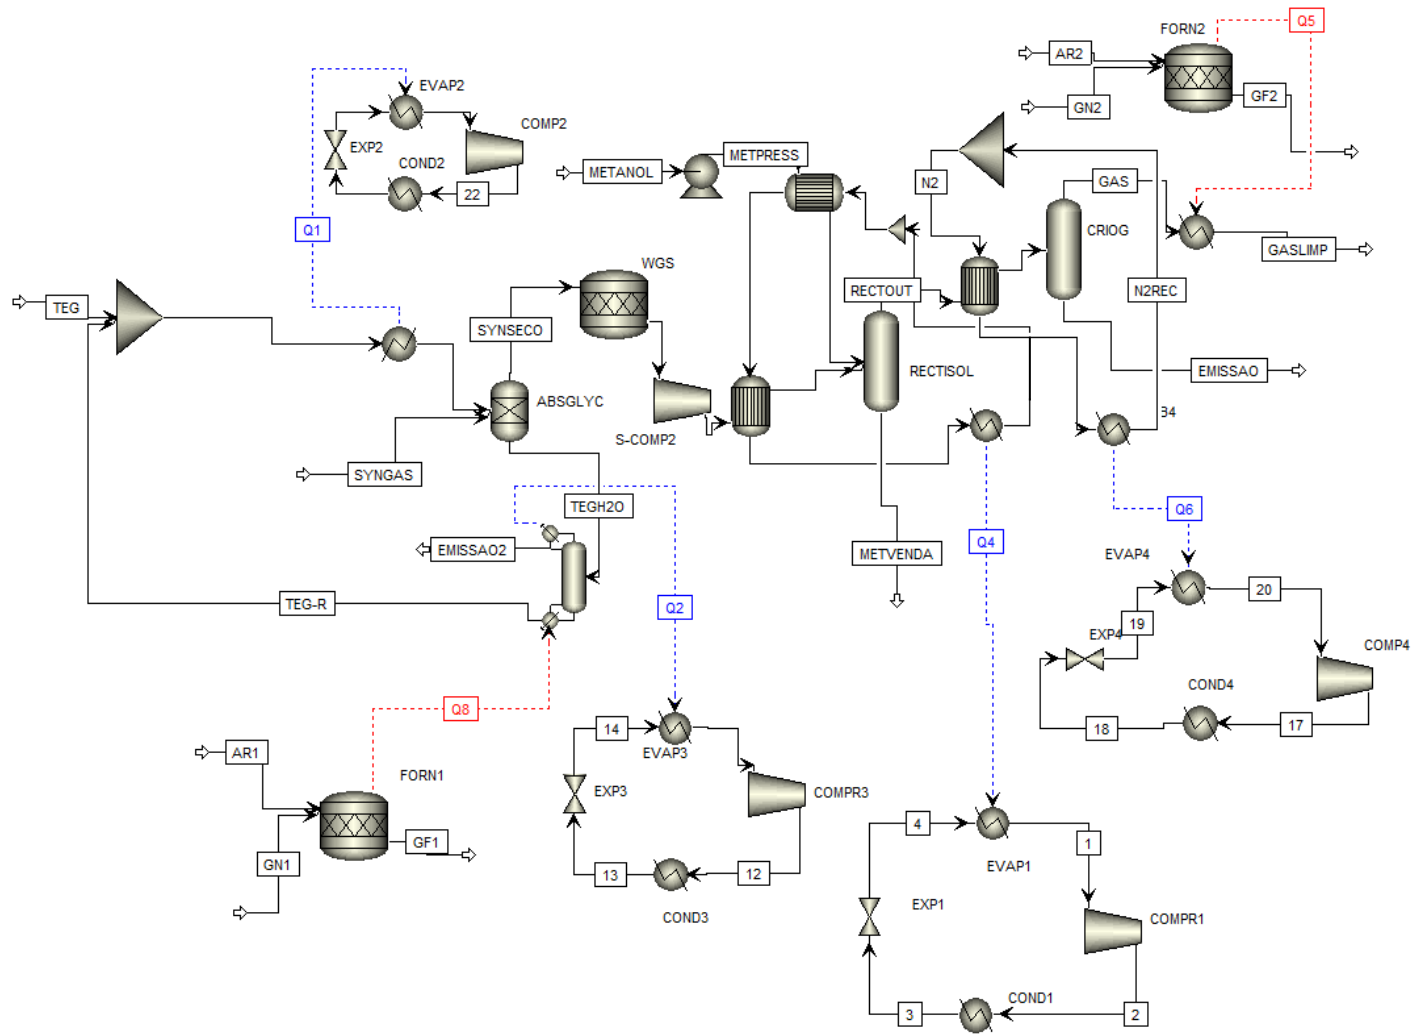 Q5
FORN2
AR2
GN2
GF2
EVAP2
COMP2
EXP2
COND2
22
METPRESS
METANOL
N2
GAS
CRIOG
GASLIMP
Q1
WGS
RECTOUT
N2REC
TEG
SYNSECO
RECTISOL
EMISSAO
ABSGLYC
S-COMP2
SYNGAS
TEGH2O
Q6
EMISSAO2
Q4
METVENDA
EVAP4
TEG-R
Q2
20
19
EXP4
COMP4
COND4
Q8
18
17
14
EVAP3
AR1
FORN1
EXP3
COMPR3
GF1
GN1
13
12
COND3
4
EVAP1
1
EXP1
COMPR1
COND1
3
2